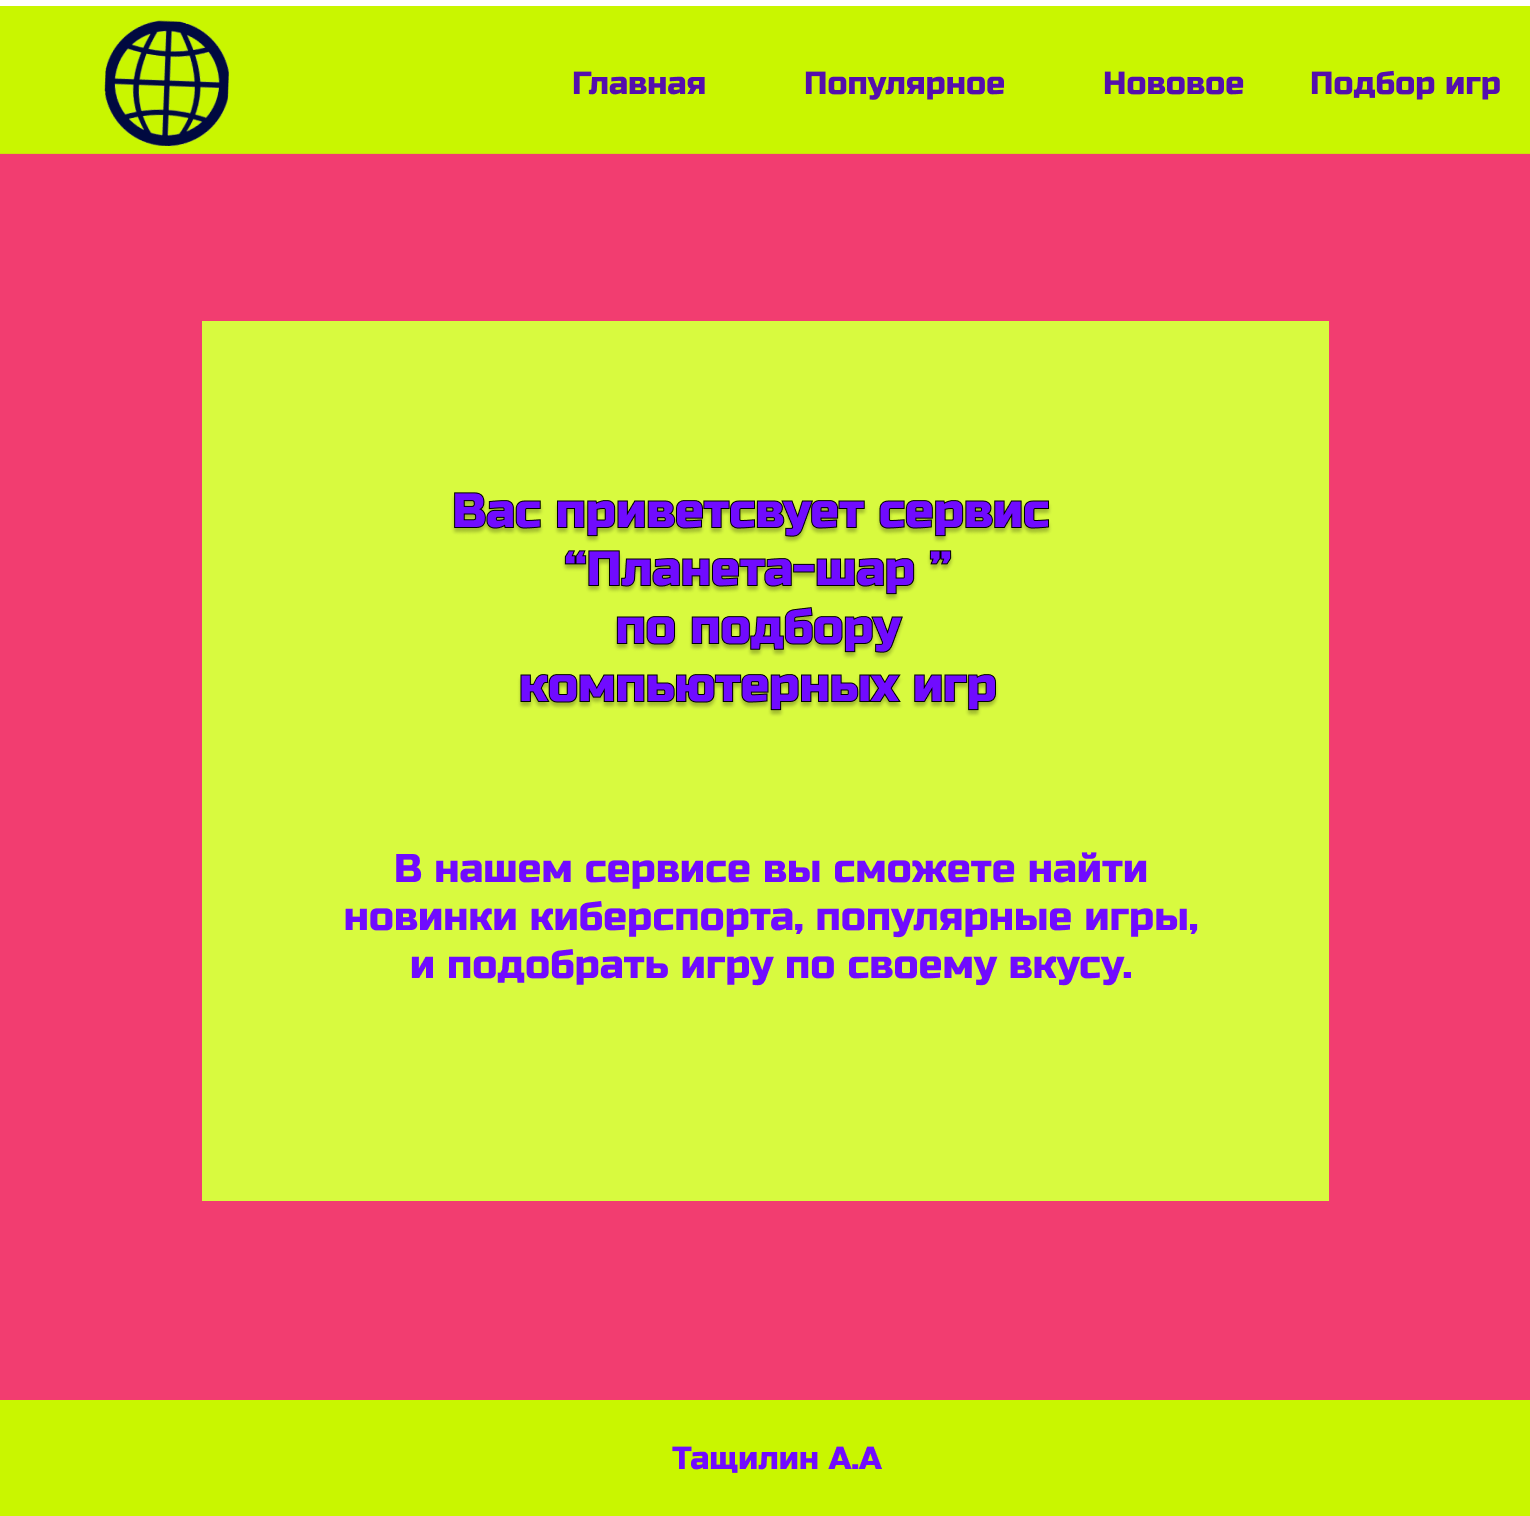 Главная Популярное Нововое Подбор игр
Вас приветсвует сервис
“Планета-шар ”
по подбору
компьютерных игр
В нашем сервисе вы сможете найти
новинки киберспорта, популярные игры,
и подобрать игру по своему вкусу.
Тащилин А.А